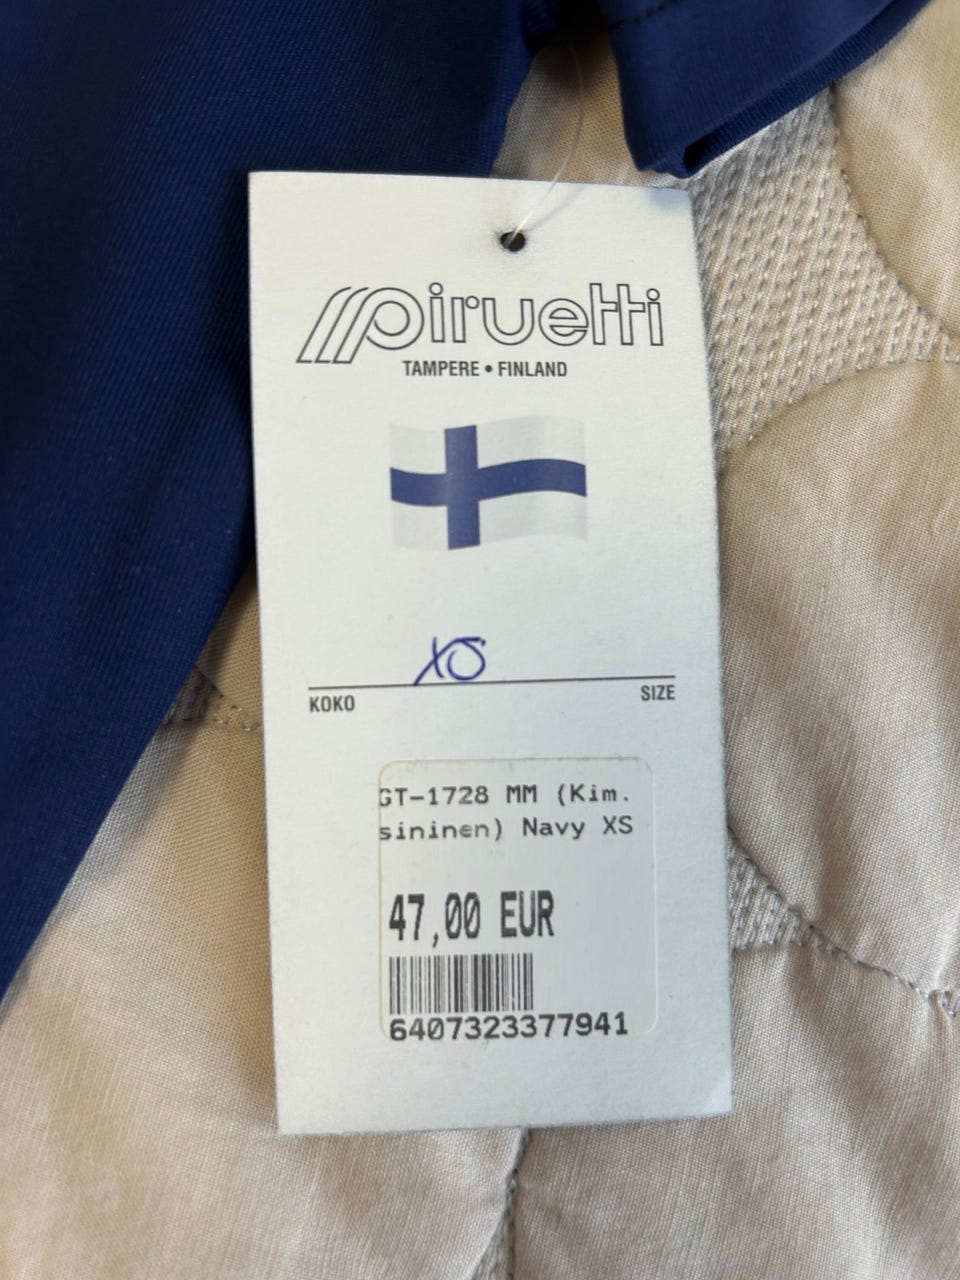 piruetti
TAMPERE • FINLAND
XS
KOKO SIZE
GT-1728 MM (Kim.
sininen) Navy XS
47,00 EUR
6407323377941